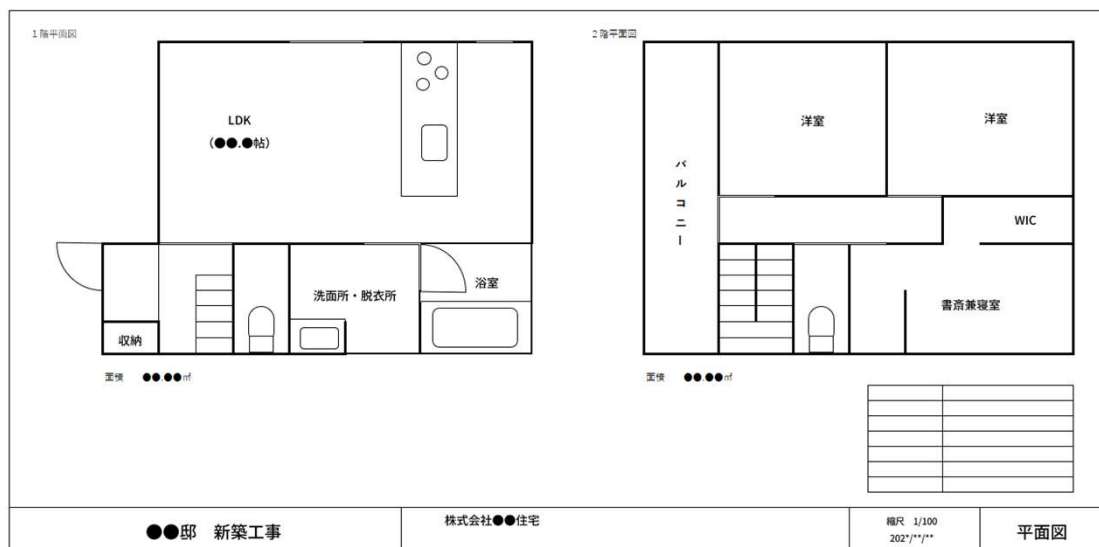 1階平面図
2階平面図
LDK
（●●.●帖）
洋室
洋室
バルコニー
WIC
浴室
洗面所・脱衣所
書斎兼寝室
収納
面積 ●●.●●㎡
面積 ●●.●●㎡
●●邸 新築工事
株式会社●●住宅
縮尺 1/100
202*/**/**
平面図